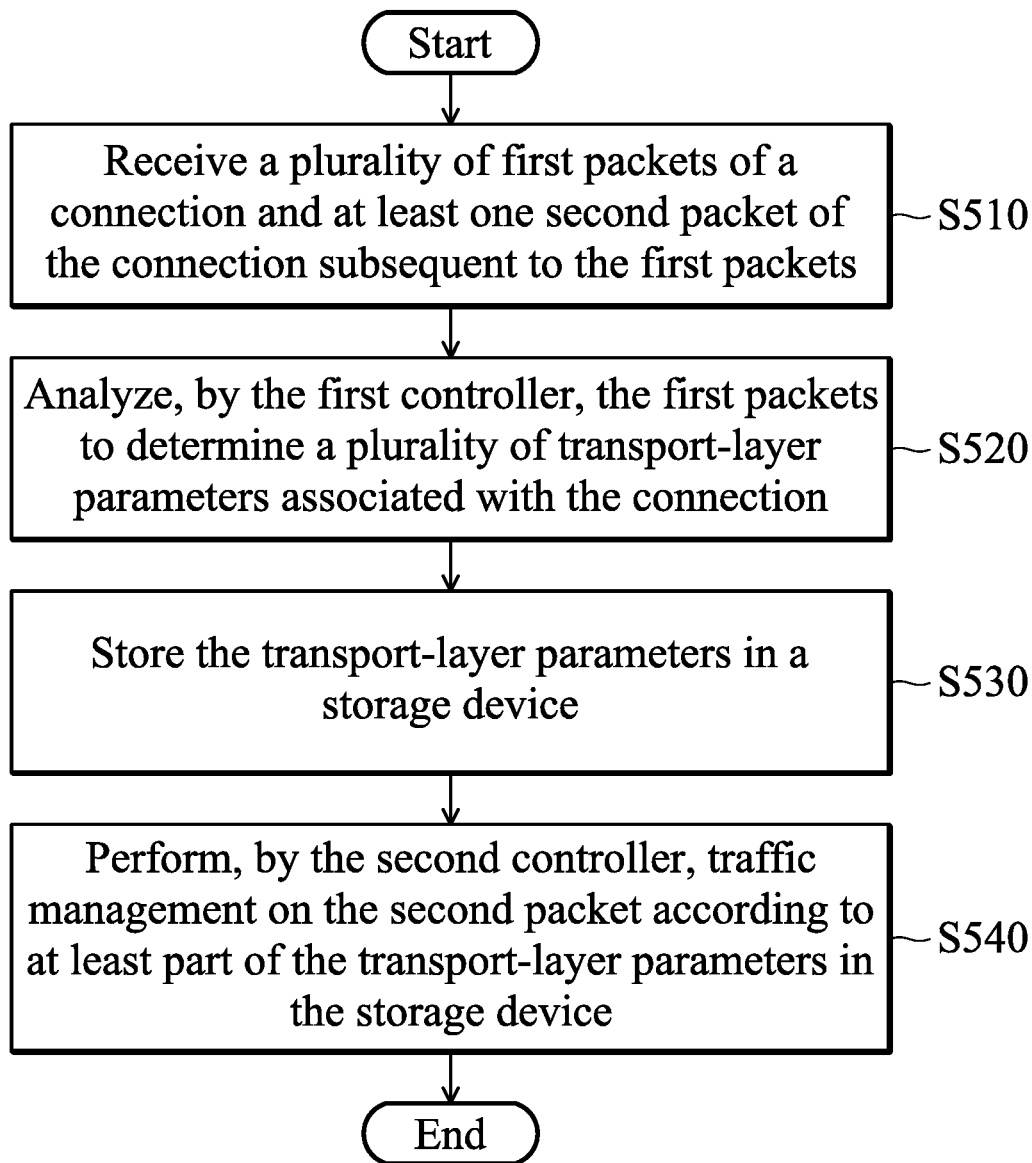 Start
Receive a plurality of first packets of a
connection and at least one second packet of
the connection subsequent to the first packets
S510
Analyze, by the first controller, the first packets
to determine a plurality of transport-layer
parameters associated with the connection
S520
Store the transport-layer parameters in a
storage device
S530
Perform, by the second controller, traffic
management on the second packet according to
at least part of the transport-layer parameters in
the storage device
S540
End